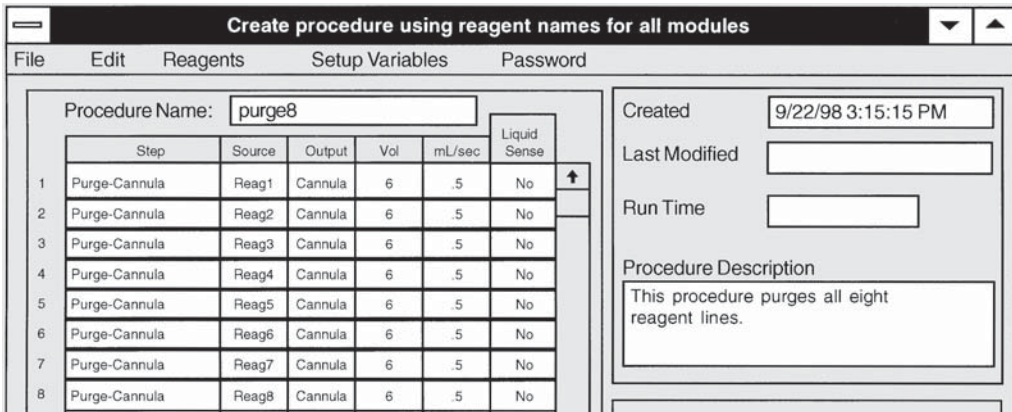 Create procedure using reagent names for all modules
File Edit Reagents Setup Variables Password
Procedure Name: purge8
Step Source Output Vol mL/sec Liquid Sense
1 Purge-Cannula Reag1 Cannula 6 .5 No
2 Purge-Cannula Reag2 Cannula 6 .5 No
3 Purge-Cannula Reag3 Cannula 6 .5 No
4 Purge-Cannula Reag4 Cannula 6 .5 No
5 Purge-Cannula Reag5 Cannula 6 .5 No
6 Purge-Cannula Reag6 Cannula 6 .5 No
7 Purge-Cannula Reag7 Cannula 6 .5 No
8 Purge-Cannula Reag8 Cannula 6 .5 No
Created 9/22/98 3:15:15 PM
Last Modified
Run Time
Procedure Description
This procedure purges all eight
reagent lines.